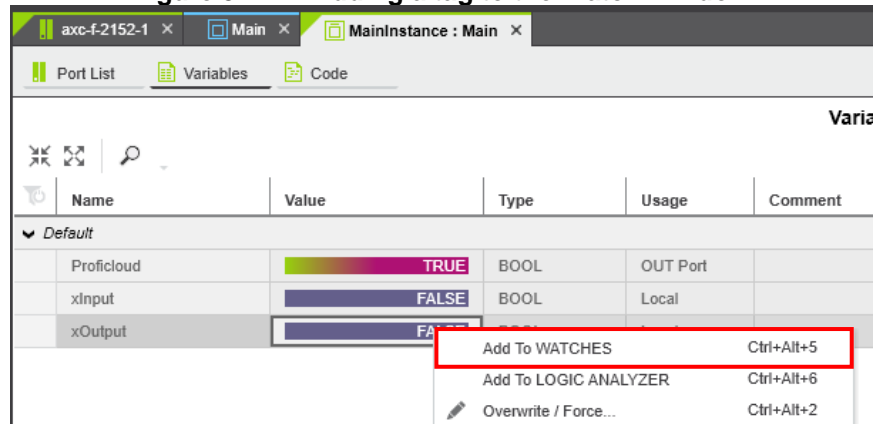 axc-f-2152-1 × Main × MainInstance : Main ×
Port List Variables Code
Name Value Type Usage Comment
Default
Proficloud TRUE BOOL OUT Port
xInput FALSE BOOL Local
xOutput
Add To WATCHES Ctrl+Alt+5
Add To LOGIC ANALYZER Ctrl+Alt+6
Overwrite / Force... Ctrl+Alt+2